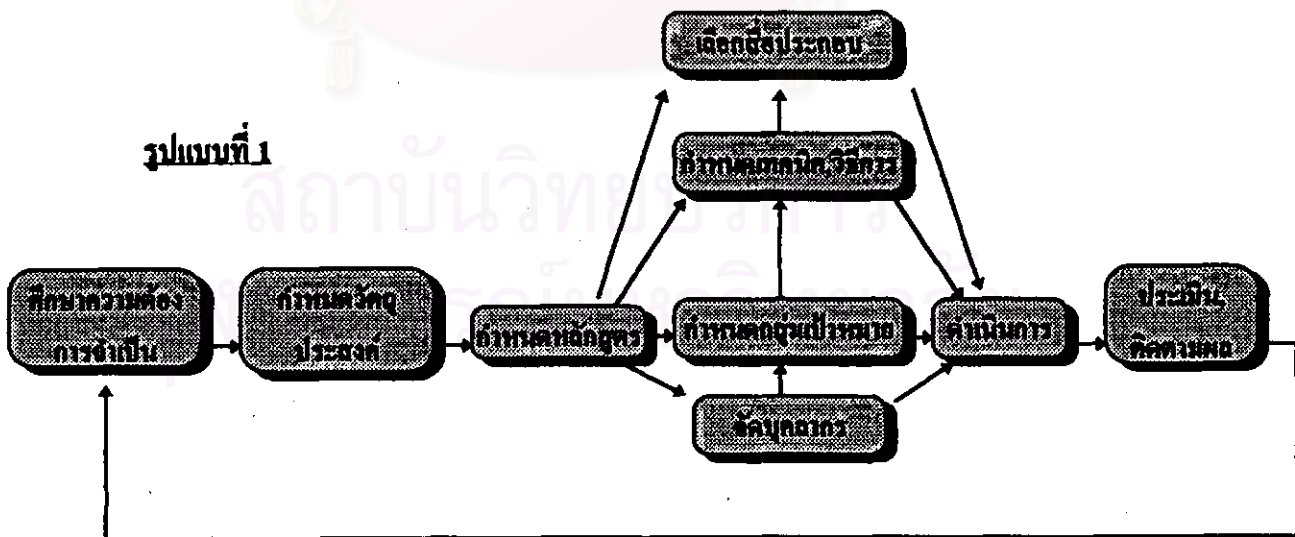 เลือกสื่อประกอบ
รูปแบบที่ 1
กำหนดเทคนิค,วิธีการ
สถาบันวิทยบริการ
ศึกษาความต้อง
การจำเป็น
กำหนดวัตถุ
ประสงค์
กำหนดหลักสูตร
กำหนดกลุ่มเป้าหมาย
ดำเนินการ
ประเมิน,
ติดตามผล
จัดบุคลากร